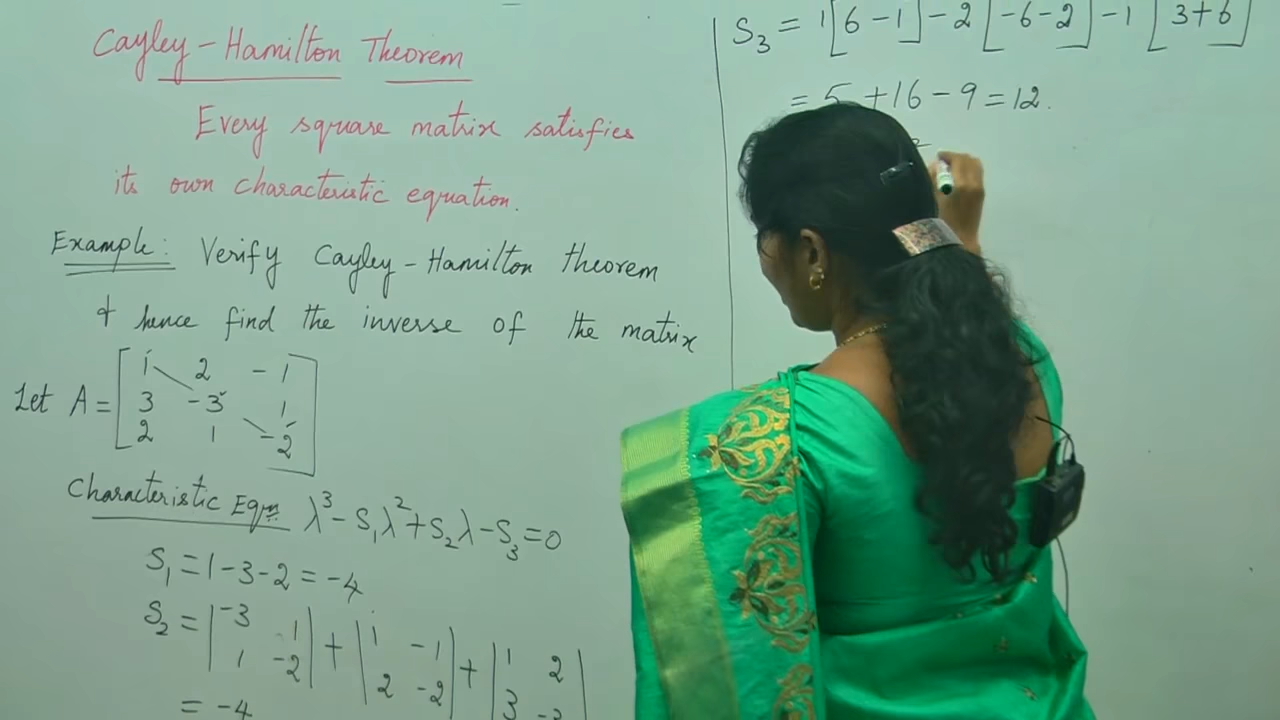 Cayley-Hamilton Theorem
Every square matrix satisfies
its own characteristic equation.
Example: Verify Cayley-Hamilton theorem
& hence find the inverse of the matrix
Let A = [1 2 -1
3 -3 1
2 1 -2]
Characteristic Eqn: λ³ - S₁λ² + S₂λ - S₃ = 0
S₁ = 1 - 3 - 2 = -4
S₂ = |-3 1| + |1 -1| + |1 2|
|1 -2| |2 -2| |3 -3|
= -4
S₃ = 1[6 - 1] - 2[-6 - 2] - 1[3 + 6]
= 5 + 16 - 9 = 12.